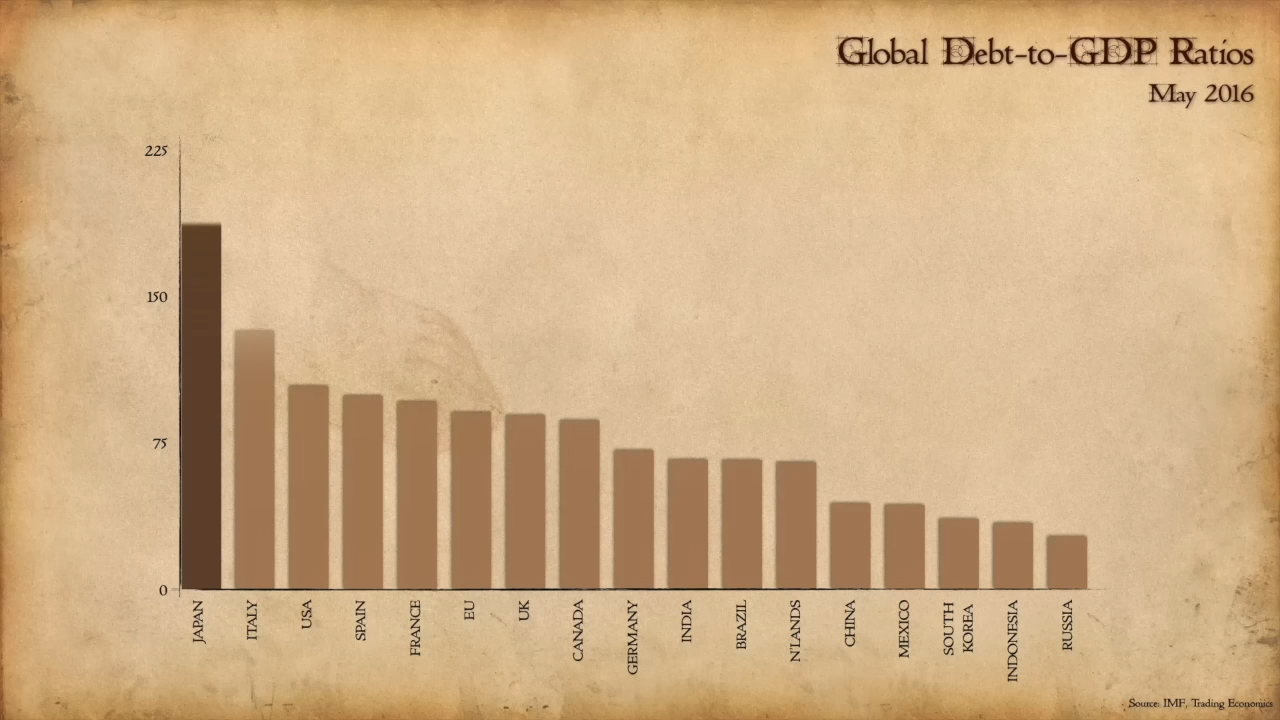 Global Debt-to-GDP Ratios
May 2016
225
150
75
0
JAPAN
ITALY
USA
SPAIN
FRANCE
EU
UK
CANADA
GERMANY
INDIA
BRAZIL
N'LANDS
CHINA
MEXICO
SOUTH
KOREA
INDONESIA
RUSSIA
Source: IMF, Trading Economics